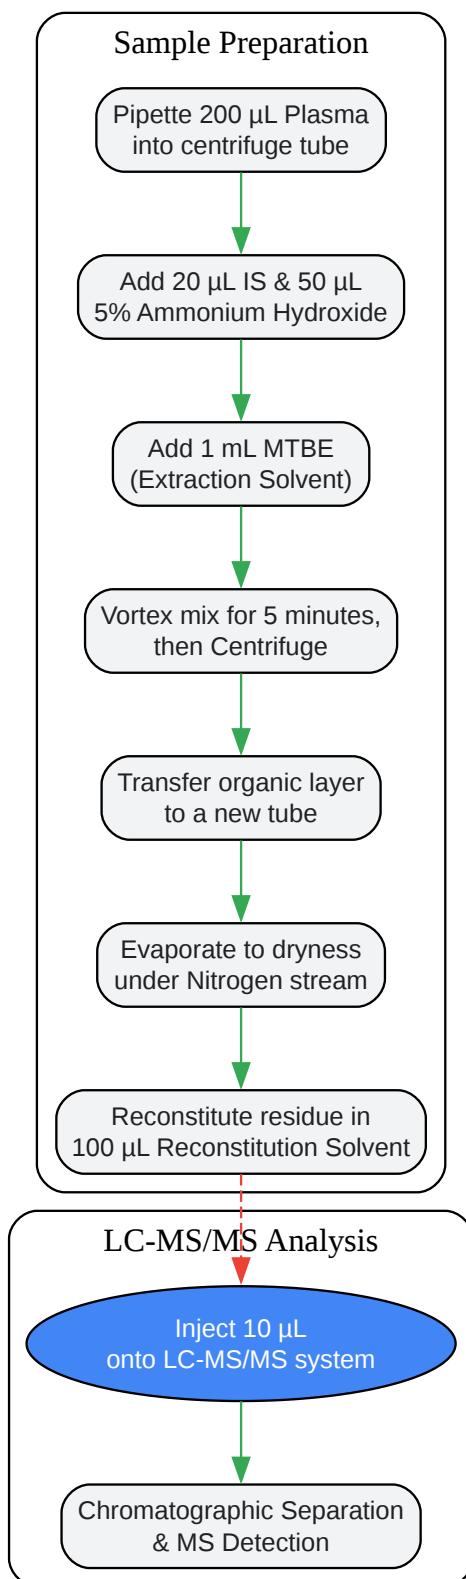 Sample Preparation
Pipette 200 µL Plasma
into centrifuge tube
Add 20 µL IS & 50 µL
5% Ammonium Hydroxide
Add 1 mL MTBE
(Extraction Solvent)
Vortex mix for 5 minutes,
then Centrifuge
Transfer organic layer
to a new tube
Evaporate to dryness
under Nitrogen stream
Reconstitute residue in
100 µL Reconstitution Solvent
LC-MS/MS Analysis
Inject 10 µL
onto LC-MS/MS system
Chromatographic Separation
& MS Detection